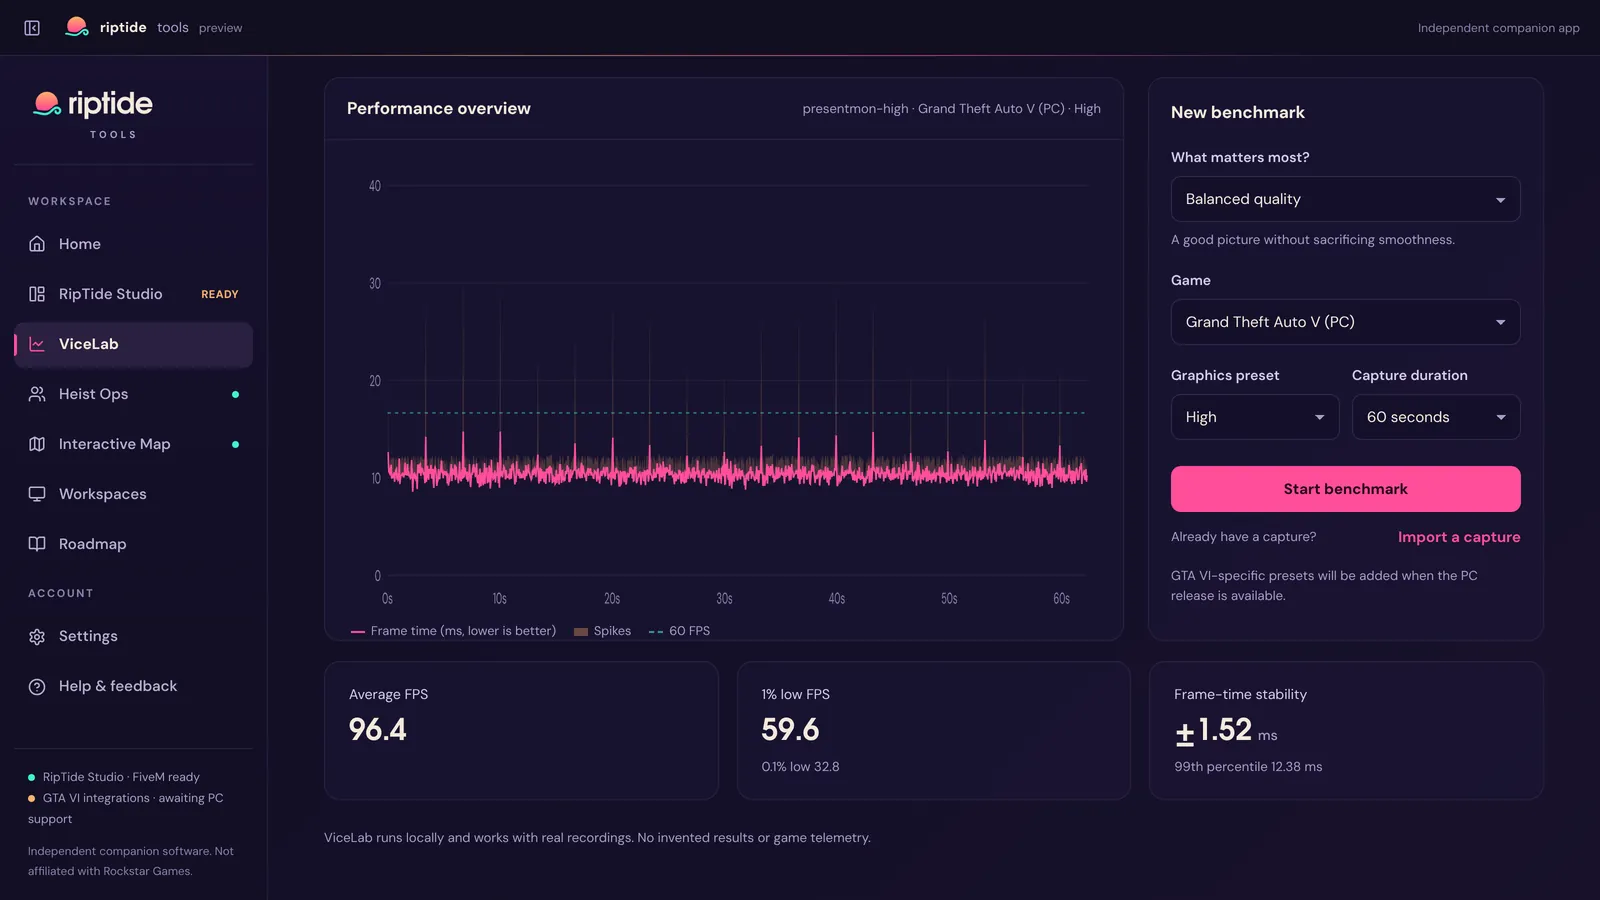 riptide tools preview
Independent companion app
riptide
TOOLS
WORKSPACE
Home
RipTide Studio READY
ViceLab
Heist Ops
Interactive Map
Workspaces
Roadmap
ACCOUNT
Settings
Help & feedback
RipTide Studio · FiveM ready
GTA VI integrations · awaiting PC
support
Independent companion software. Not
affiliated with Rockstar Games.
Performance overview
presentmon-high · Grand Theft Auto V (PC) · High
40
30
20
10
0
0s 10s 20s 30s 40s 50s 60s
Frame time (ms, lower is better) Spikes 60 FPS
New benchmark
What matters most?
Balanced quality
A good picture without sacrificing smoothness.
Game
Grand Theft Auto V (PC)
Graphics preset Capture duration
High 60 seconds
Start benchmark
Already have a capture? Import a capture
GTA VI-specific presets will be added when the PC
release is available.
Average FPS
96.4
1% low FPS
59.6
0.1% low 32.8
Frame-time stability
±1.52 ms
99th percentile 12.38 ms
ViceLab runs locally and works with real recordings. No invented results or game telemetry.